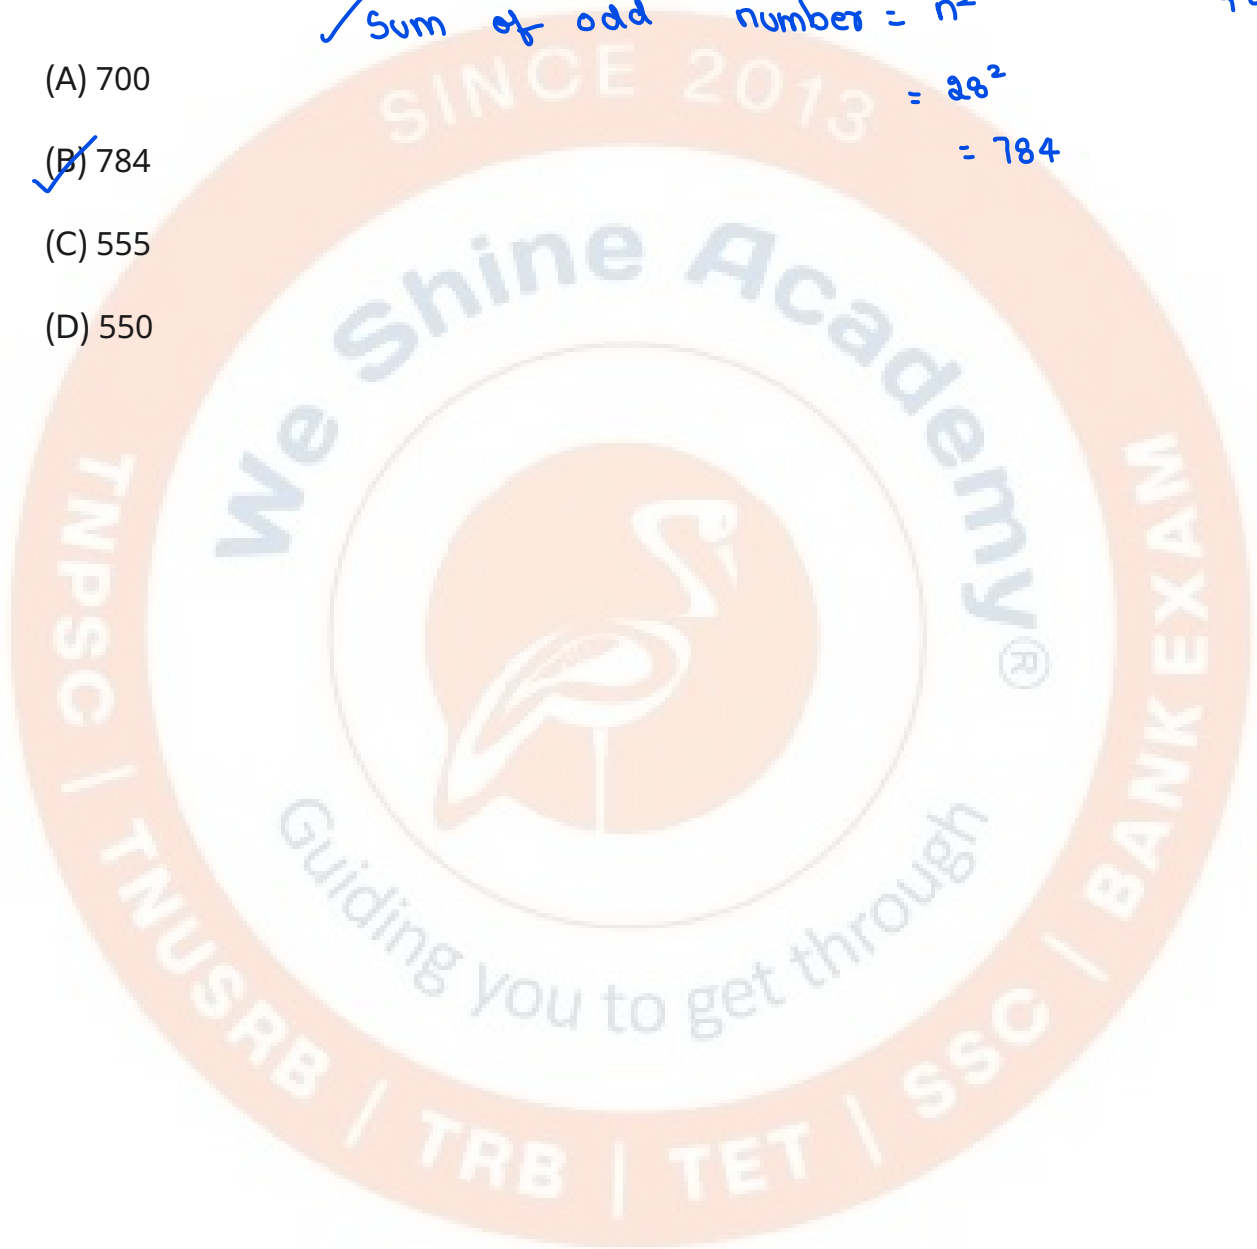 Sum of odd number = n²
(A) 700
= 28²
(B) 784
= 784
(C) 555
(D) 550
SINCE 2013
We Shine Academy®
Guiding you to get through
TNPSC | TNUSRB | TRB | TET | SSC | BANK EXAM